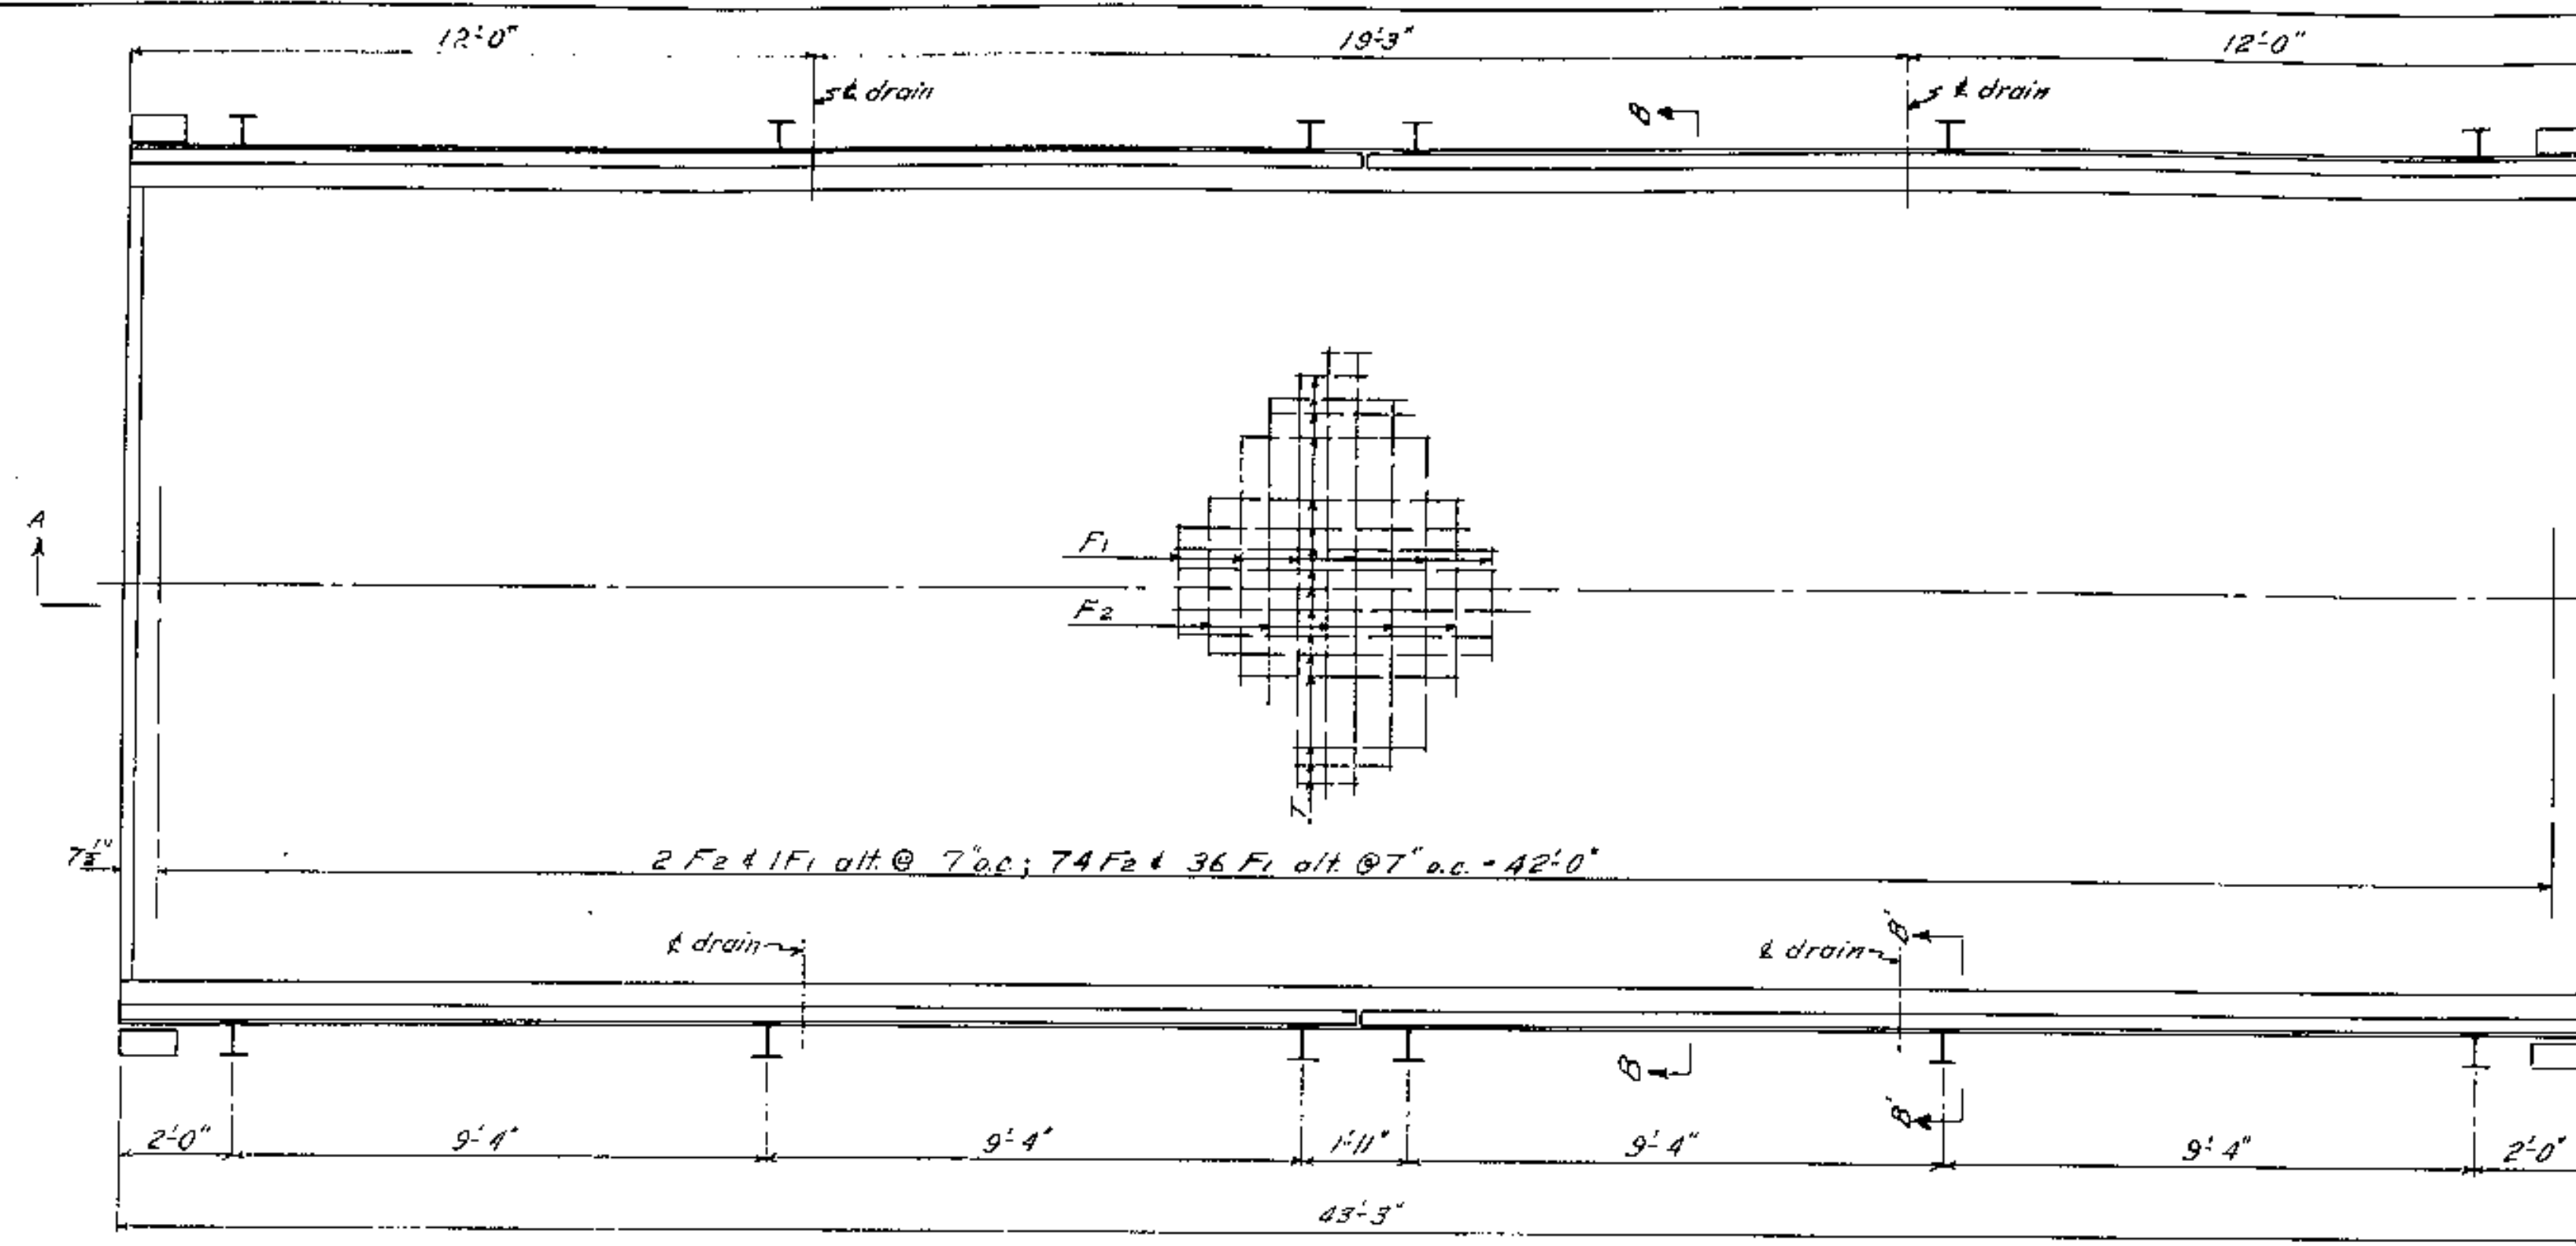 12'-0" 19'-3" 12'-0"
℄ drain
℄ drain
B
A
F1
F2
T
7½"
2 F2 & 1 F1 alt. @ 7" o.c.; 74 F2 & 36 F1 alt. @ 7" o.c. = 42'-0"
℄ drain
℄ drain
B'
B
B'
2'-0" 9'-4" 9'-4" 1'-11" 9'-4" 9'-4" 2'-0"
43'-3"